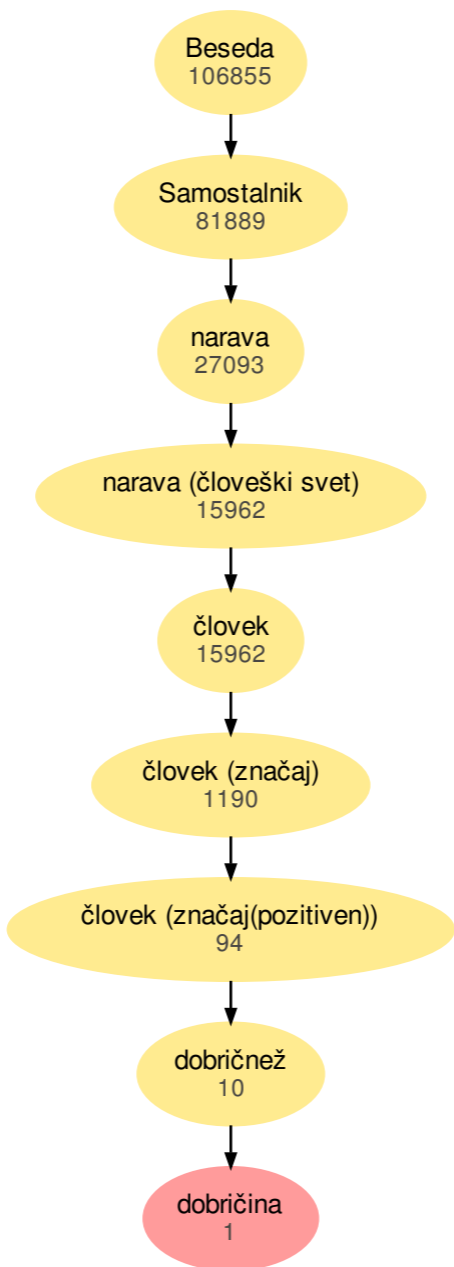 Beseda
106855
Samostalnik
81889
narava
27093
narava (človeški svet)
15962
človek
15962
človek (značaj)
1190
človek (značaj(pozitiven))
94
dobričnež
10
dobričina
1